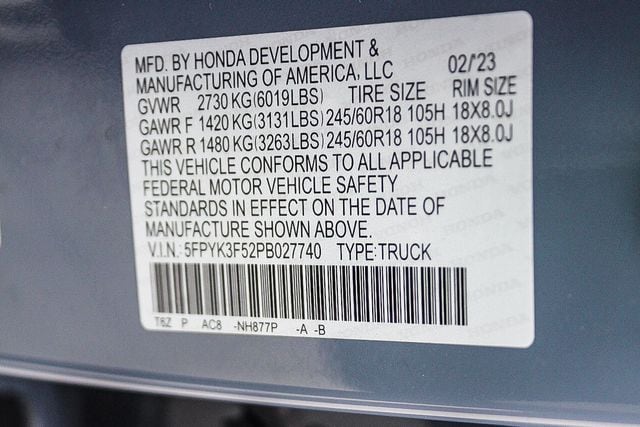 MFD. BY HONDA DEVELOPMENT &
MANUFACTURING OF AMERICA, LLC 02/'23
GVWR 2730 KG(6019LBS) TIRE SIZE RIM SIZE
GAWR F 1420 KG(3131LBS) 245/60R18 105H 18X8.0J
GAWR R 1480 KG(3263LBS) 245/60R18 105H 18X8.0J
THIS VEHICLE CONFORMS TO ALL APPLICABLE
FEDERAL MOTOR VEHICLE SAFETY
STANDARDS IN EFFECT ON THE DATE OF
MANUFACTURE SHOWN ABOVE.
V.I.N.: 5FPYK3F52PB027740 TYPE:TRUCK
T6Z P AC8 -NH877P -A -B